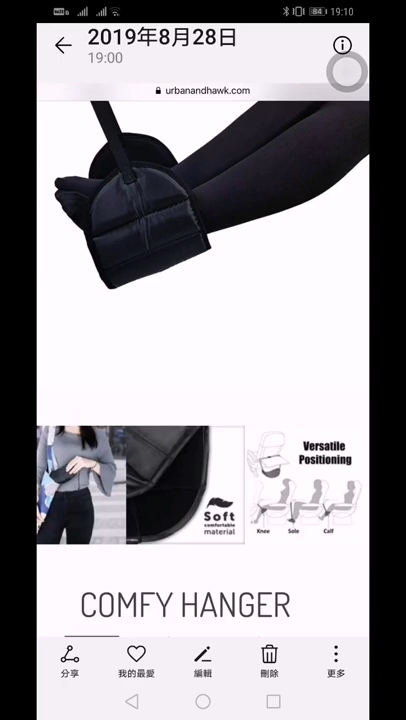 84
19:10
2019年8月28日
19:00
urbanandhawk.com
Soft
comfortable
material
Versatile
Positioning
Knee
Sole
Calf
COMFY HANGER
分享
我的最愛
編輯
刪除
更多